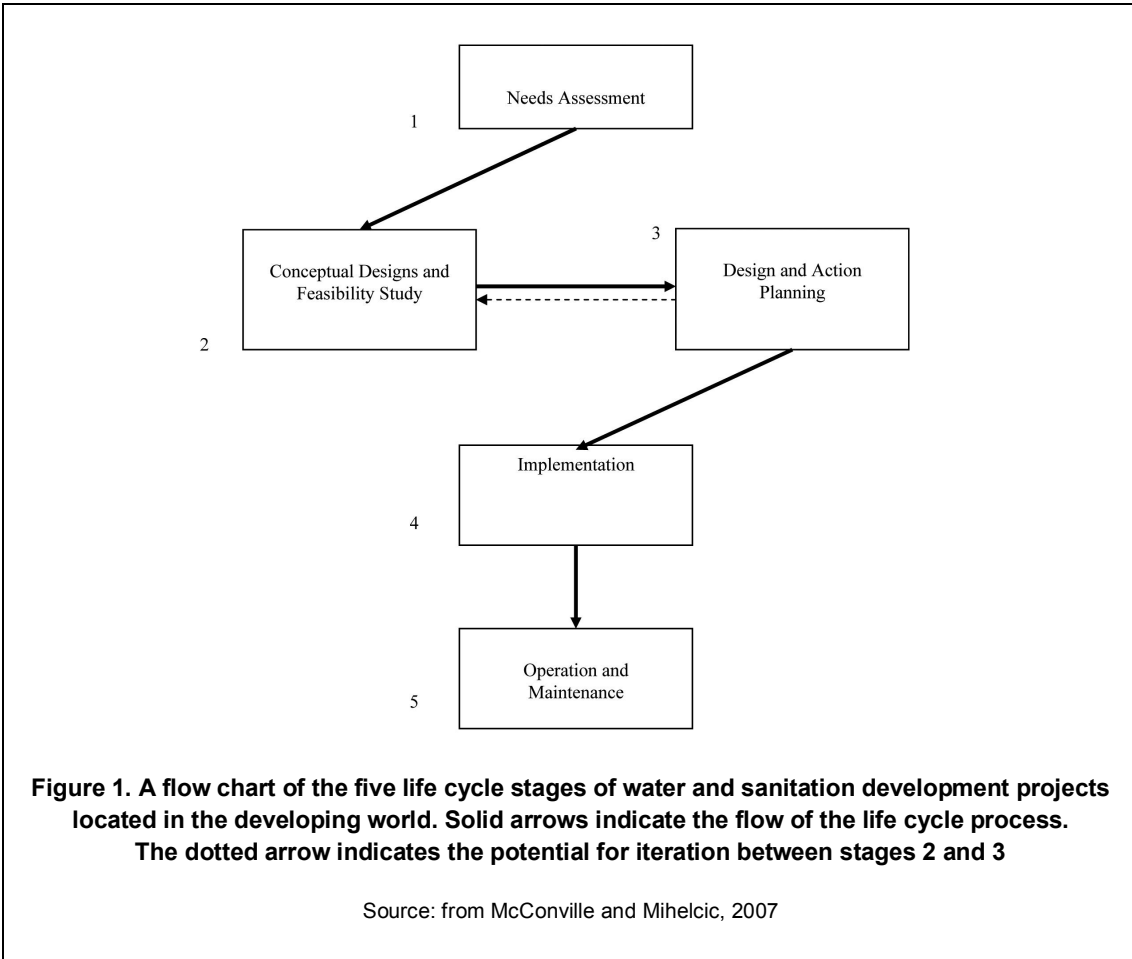 Needs Assessment
1
Conceptual Designs and
Feasibility Study
2
3
Design and Action
Planning
Implementation
4
Operation and
Maintenance
5
Figure 1. A flow chart of the five life cycle stages of water and sanitation development projects
located in the developing world. Solid arrows indicate the flow of the life cycle process.
The dotted arrow indicates the potential for iteration between stages 2 and 3
Source: from McConville and Mihelcic, 2007